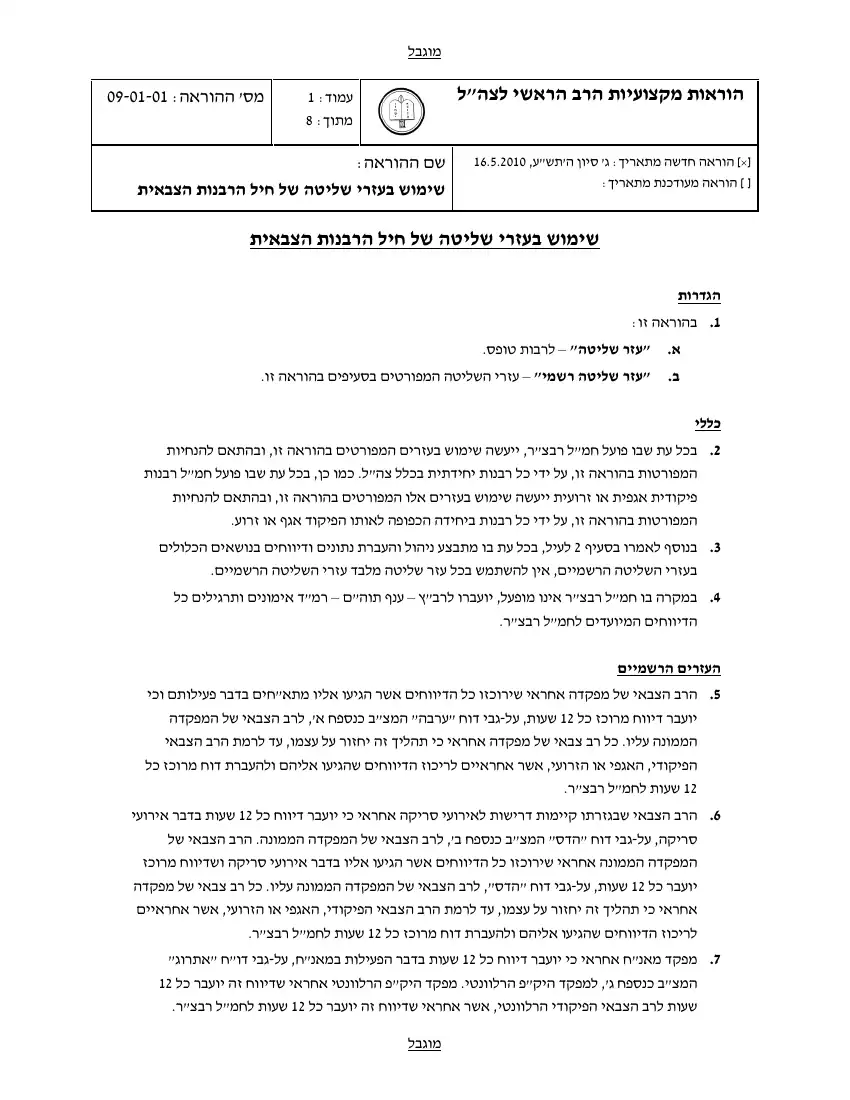 מוגבל
הוראות מקצועיות הרב הראשי לצה״ל
עמוד : 1
מתוך : 8
מס׳ ההוראה : 09-01-01
[×] הוראה חדשה מתאריך : ג׳ סיון ה׳תש״ע, 16.5.2010
[ ] הוראה מעודכנת מתאריך :
שם ההוראה :
שימוש בעזרי שליטה של חיל הרבנות הצבאית
שימוש בעזרי שליטה של חיל הרבנות הצבאית
הגדרות
1. בהוראה זו :
א. ״עזר שליטה״ – לרבות טופס.
ב. ״עזר שליטה רשמי״ – עזרי השליטה המפורטים בסעיפים בהוראה זו.
כללי
2. בכל עת שבו פועל חמ״ל רבצ״ר, ייעשה שימוש בעזרים המפורטים בהוראה זו, ובהתאם להנחיות
המפורטות בהוראה זו, על ידי כל רבנות יחידתית בכלל צה״ל. כמו כן, בכל עת שבו פועל חמ״ל רבנות
פיקודית אגפית או זרועית ייעשה שימוש בעזרים אלו המפורטים בהוראה זו, ובהתאם להנחיות
המפורטות בהוראה זו, על ידי כל רבנות ביחידה הכפופה לאותו הפיקוד אגף או זרוע.
3. בנוסף לאמרו בסעיף 2 לעיל, בכל עת בו מתבצע ניהול והעברת נתונים ודיווחים בנושאים הכלולים
בעזרי השליטה הרשמיים, אין להשתמש בכל עזר שליטה מלבד עזרי השליטה הרשמיים.
4. במקרה בו חמ״ל רבצ״ר אינו מופעל, יועברו לרב״ץ – ענף תוה״ם – רמ״ד אימונים ותרגילים כל
הדיווחים המיועדים לחמ״ל רבצ״ר.
העזרים הרשמיים
5. הרב הצבאי של מפקדה אחראי שירוכזו כל הדיווחים אשר הגיעו אליו מתא״חים בדבר פעילותם וכי
יועבר דיווח מרוכז כל 12 שעות, על-גבי דוח ״ערבה״ המצ״ב כנספח א׳, לרב הצבאי של המפקדה
הממונה עליו. כל רב צבאי של מפקדה אחראי כי תהליך זה יחזור על עצמו, עד לרמת הרב הצבאי
הפיקודי, האגפי או הזרועי, אשר אחראיים לריכוז הדיווחים שהגיעו אליהם ולהעברת דוח מרוכז כל
12 שעות לחמ״ל רבצ״ר.
6. הרב הצבאי שבגזרתו קיימות דרישות לאירועי סריקה אחראי כי יועבר דיווח כל 12 שעות בדבר אירועי
סריקה, על-גבי דוח ״הדס״ המצ״ב כנספח ב׳, לרב הצבאי של המפקדה הממונה. הרב הצבאי של
המפקדה הממונה אחראי שירוכזו כל הדיווחים אשר הגיעו אליו בדבר אירועי סריקה ושדיווח מרוכז
יועבר כל 12 שעות, על-גבי דוח ״הדס״, לרב הצבאי של המפקדה הממונה עליו. כל רב צבאי של מפקדה
אחראי כי תהליך זה יחזור על עצמו, עד לרמת הרב הצבאי הפיקודי, האגפי או הזרועי, אשר אחראיים
לריכוז הדיווחים שהגיעו אליהם ולהעברת דוח מרוכז כל 12 שעות לחמ״ל רבצ״ר.
7. מפקד מאנ״ח אחראי כי יועבר דיווח כל 12 שעות בדבר הפעילות במאנ״ח, על-גבי דו״ח ״אתרוג״
המצ״ב כנספח ג׳, למפקד היק״פ הרלוונטי. מפקד היק״פ הרלוונטי אחראי שדיווח זה יועבר כל 12
שעות לרב הצבאי הפיקודי הרלוונטי, אשר אחראי שדיווח זה יועבר כל 12 שעות לחמ״ל רבצ״ר.
מוגבל